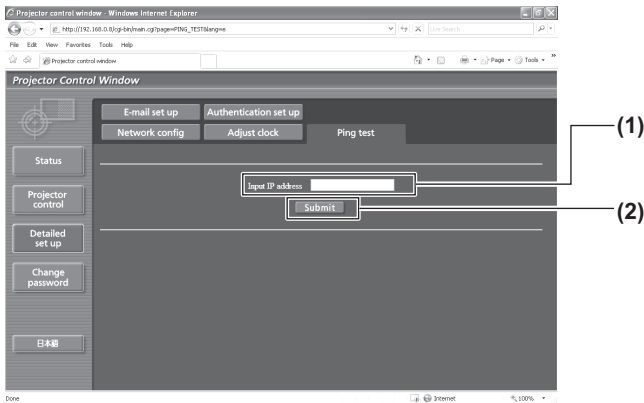 Projector control window - Windows Internet Explorer
http://192.168.0.8/cgi-bin/main.cgi?page=PING_TEST&lang=e
Live Search
File Edit View Favorites Tools Help
Projector control window
Page Tools »
Projector Control Window
E-mail set up Authentication set up
Network config Adjust clock Ping test
(1)
Status
Input IP address
Projector
control
Submit
(2)
Detailed
set up
Change
password
日本語
Done Internet 100%